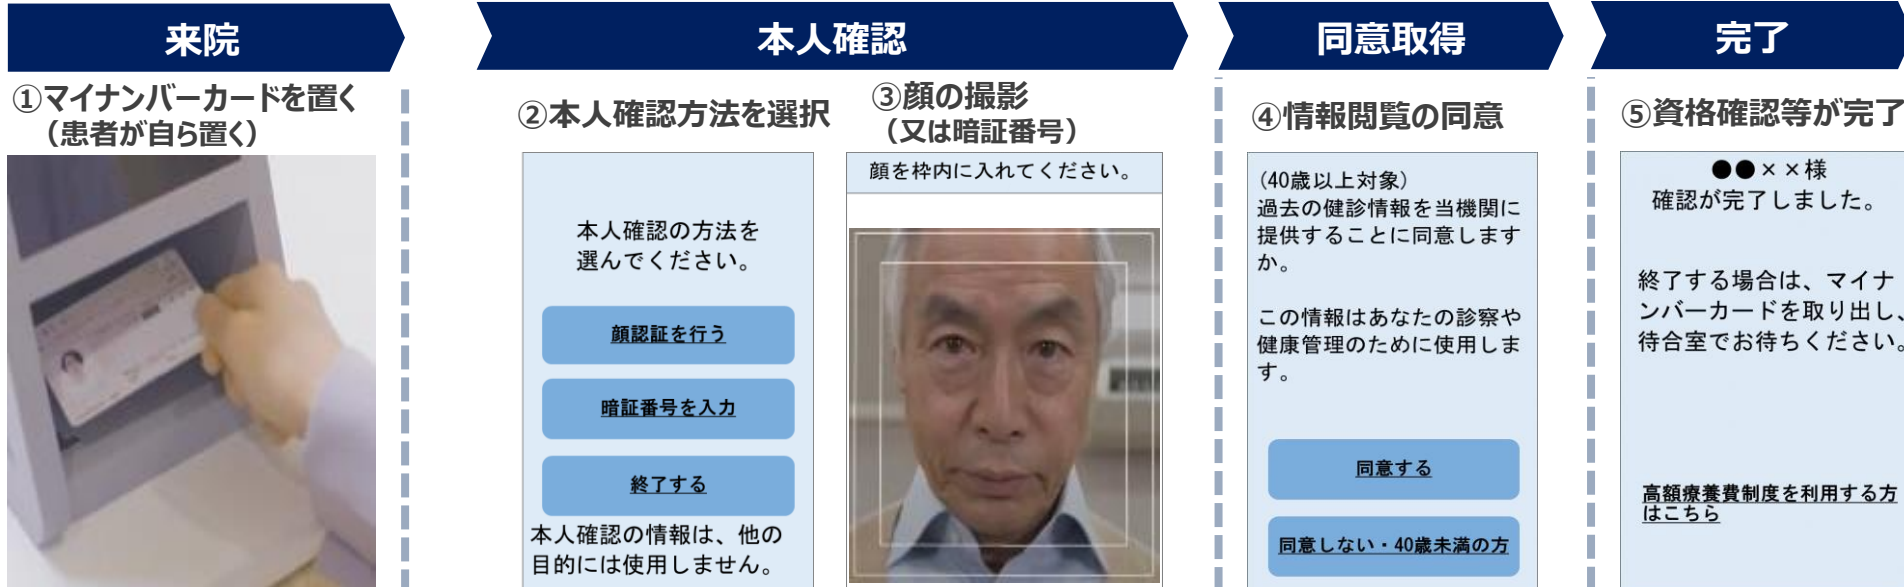 来院
本人確認
同意取得
完了
①マイナンバーカードを置く
（患者が自ら置く）
②本人確認方法を選択
本人確認の方法を
選んでください。
顔認証を行う
暗証番号を入力
終了する
本人確認の情報は、他の
目的には使用しません。
③顔の撮影
（又は暗証番号）
顔を枠内に入れてください。
④情報閲覧の同意
（40歳以上対象）
過去の健診情報を当機関に
提供することに同意します
か。
この情報はあなたの診察や
健康管理のために使用しま
す。
同意する
同意しない・40歳未満の方
⑤資格確認等が完了
●●××様
確認が完了しました。
終了する場合は、マイナ
ンバーカードを取り出し、
待合室でお待ちください。
高額療養費制度を利用する方
はこちら